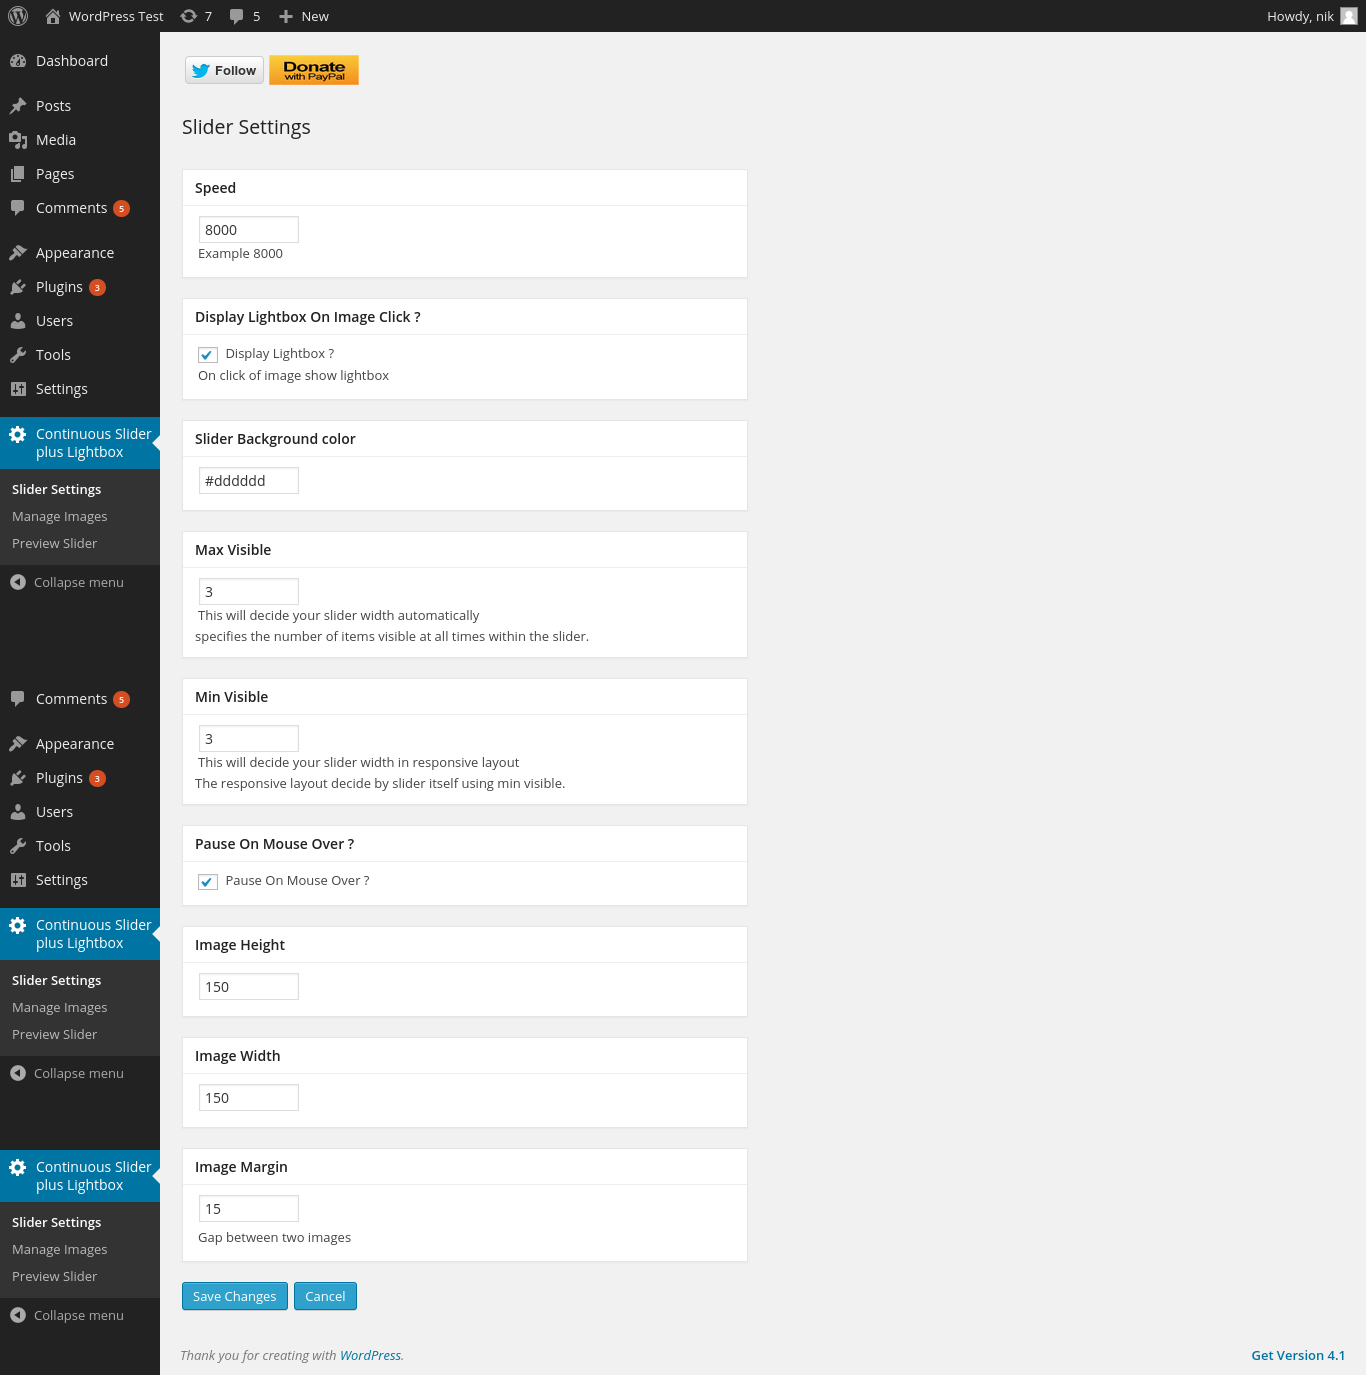 WordPress Test 7 5 New Howdy, nik
Dashboard
Posts
Media
Pages
Comments 5
Appearance
Plugins 3
Users
Tools
Settings
Continuous Slider
plus Lightbox
Slider Settings
Manage Images
Preview Slider
Collapse menu
Comments 5
Appearance
Plugins 3
Users
Tools
Settings
Continuous Slider
plus Lightbox
Slider Settings
Manage Images
Preview Slider
Collapse menu
Continuous Slider
plus Lightbox
Slider Settings
Manage Images
Preview Slider
Collapse menu
Follow
Donate
with PayPal
Slider Settings
Speed
8000
Example 8000
Display Lightbox On Image Click ?
Display Lightbox ?
On click of image show lightbox
Slider Background color
#dddddd
Max Visible
3
This will decide your slider width automatically
specifies the number of items visible at all times within the slider.
Min Visible
3
This will decide your slider width in responsive layout
The responsive layout decide by slider itself using min visible.
Pause On Mouse Over ?
Pause On Mouse Over ?
Image Height
150
Image Width
150
Image Margin
15
Gap between two images
Save Changes Cancel
Thank you for creating with WordPress.
Get Version 4.1